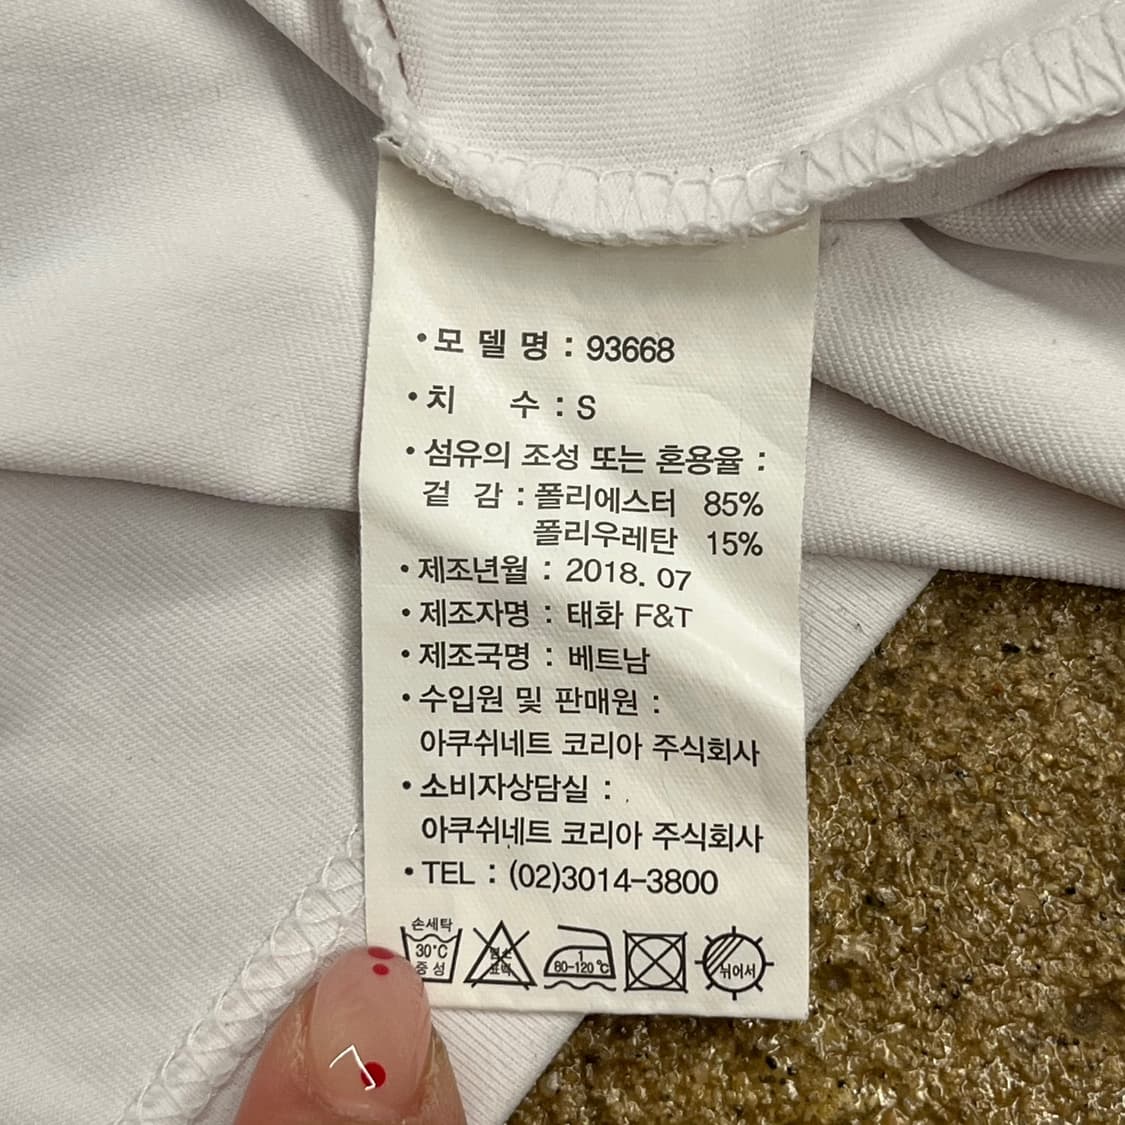 •모 델 명 : 93668
•치 수 : S
•섬유의 조성 또는 혼용율 :
겉 감 : 폴리에스터 85%
폴리우레탄 15%
•제조년월 : 2018. 07
•제조자명 : 태화 F&T
•제조국명 : 베트남
•수입원 및 판매원 :
아쿠쉬네트 코리아 주식회사
•소비자상담실 :
아쿠쉬네트 코리아 주식회사
•TEL : (02)3014-3800
손세탁
30°C
중성
염소
표백
1
80-120°C
뉘어서